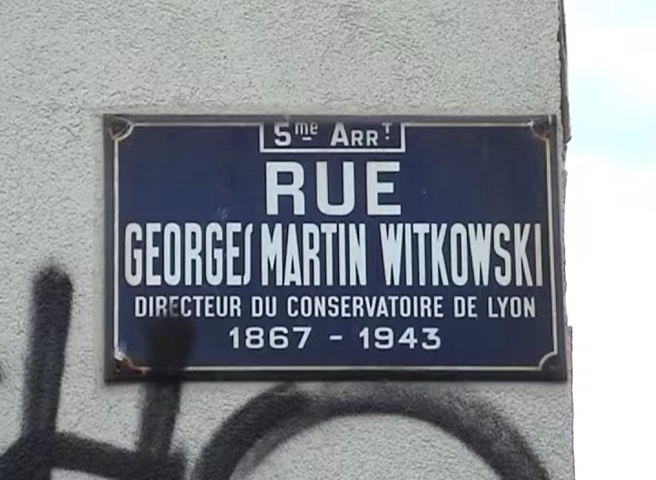 5me ARRT
RUE
GEORGES MARTIN WITKOWSKI
DIRECTEUR DU CONSERVATOIRE DE LYON
1867 - 1943